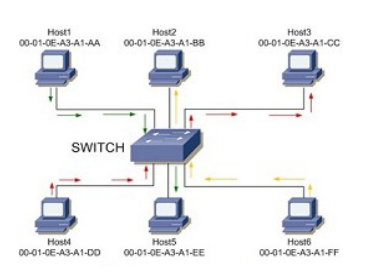 Host1
00-01-0E-A3-A1-AA
Host2
00-01-0E-A3-A1-BB
Host3
00-01-0E-A3-A1-CC
SWITCH
Host4
00-01-0E-A3-A1-DD
Host5
00-01-0E-A3-A1-EE
Host6
00-01-0E-A3-A1-FF